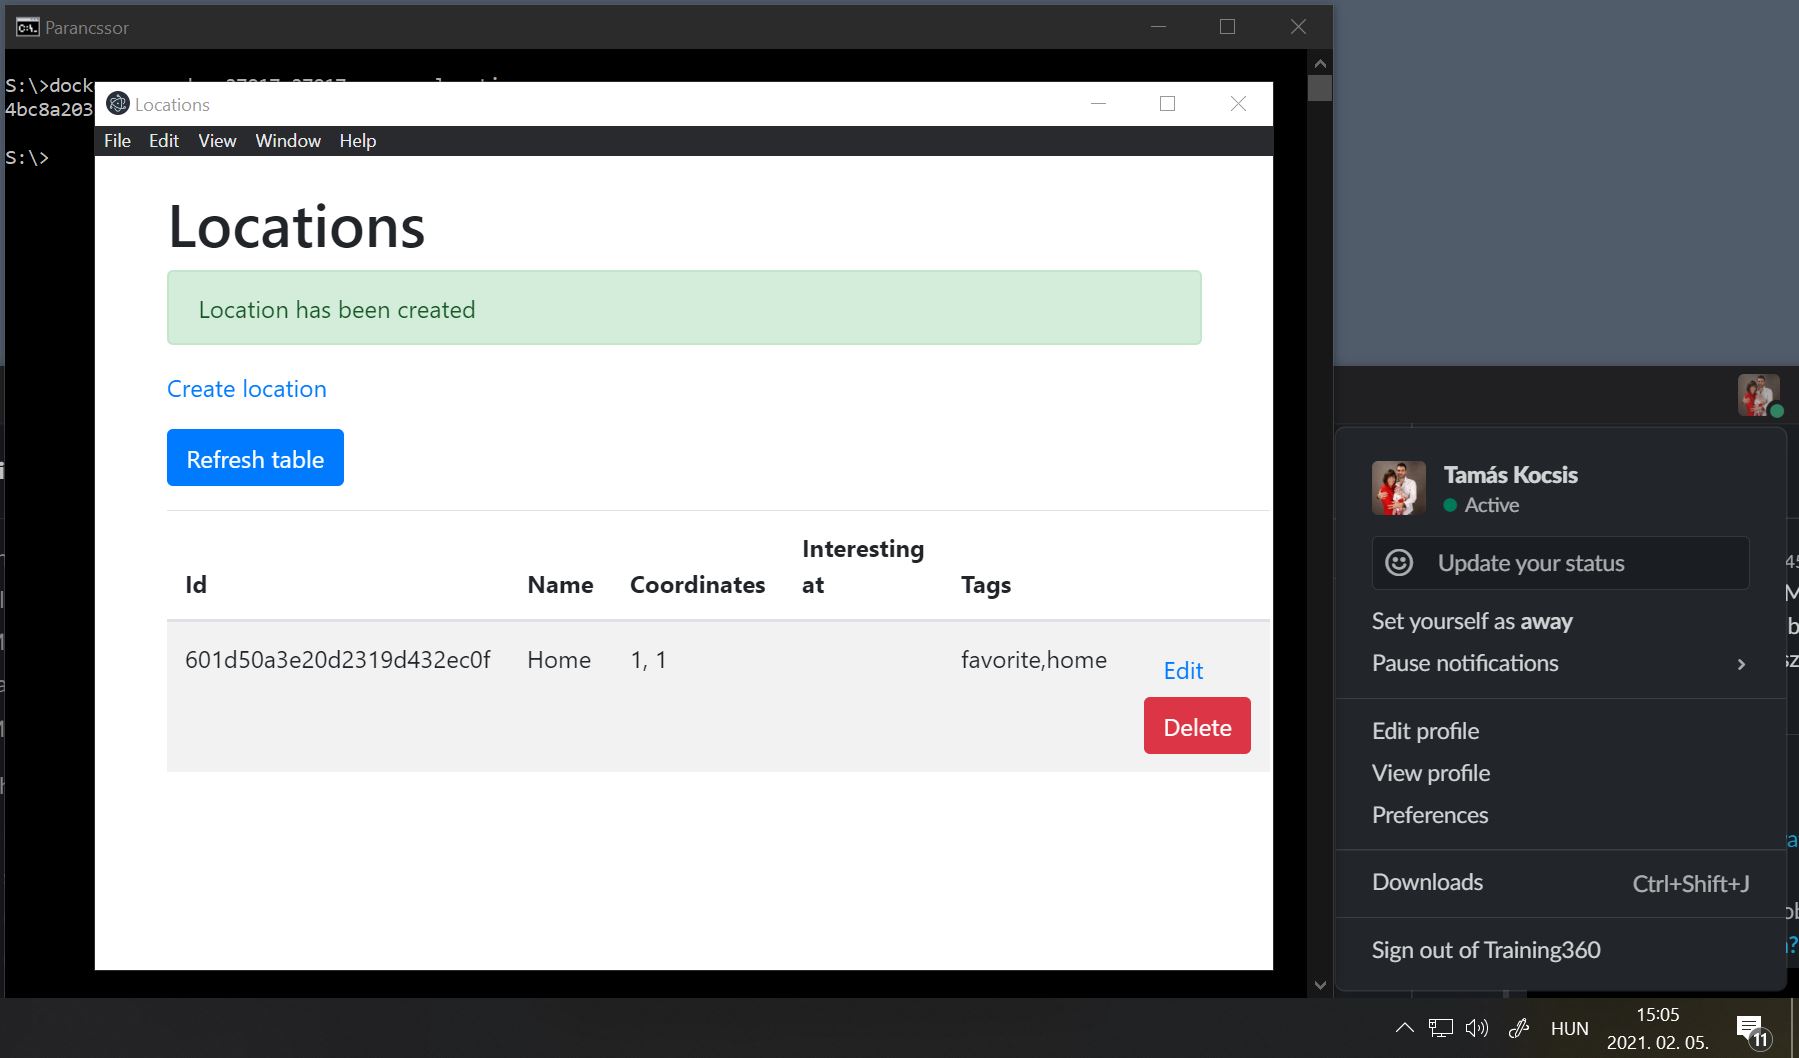 Parancssor
S:\>dock
4bc8a203
S:\>
Locations
File Edit View Window Help
Locations
Location has been created
Create location
Refresh table
Id Name Coordinates Interesting at Tags
601d50a3e20d2319d432ec0f Home 1, 1 favorite,home Edit
Delete
Tamás Kocsis
Active
Update your status
Set yourself as away
Pause notifications
Edit profile
View profile
Preferences
Downloads Ctrl+Shift+J
Sign out of Training360
HUN
15:05
2021. 02. 05.
11